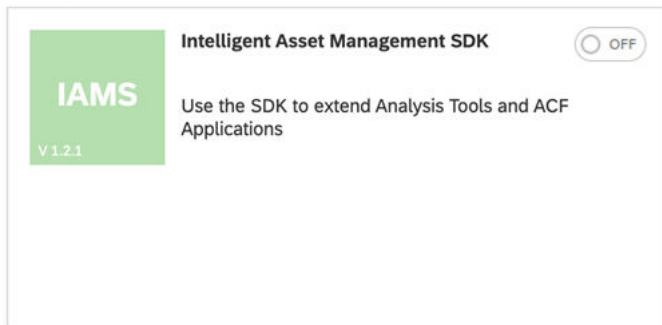 Intelligent Asset Management SDK
OFF
IAMS
V 1.2.1
Use the SDK to extend Analysis Tools and ACF
Applications